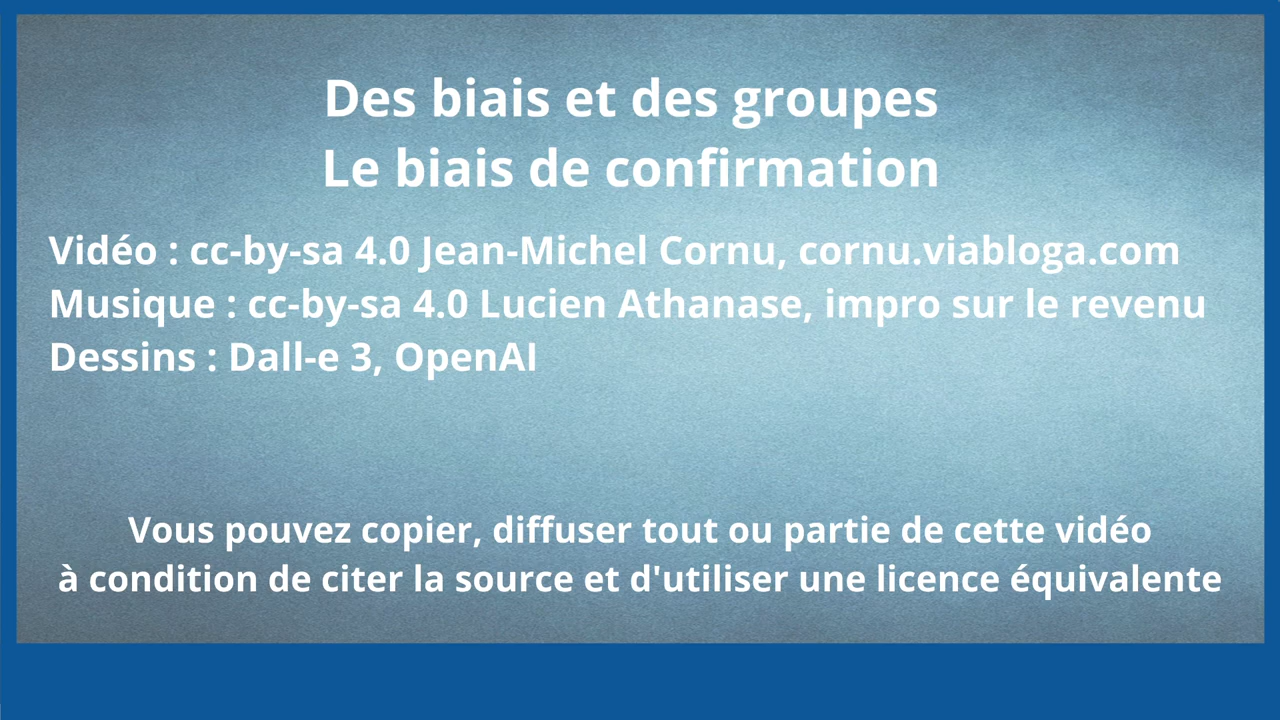 Des biais et des groupes
Le biais de confirmation
Vidéo : cc-by-sa 4.0 Jean-Michel Cornu, cornu.viabloga.com
Musique : cc-by-sa 4.0 Lucien Athanase, impro sur le revenu
Dessins : Dall-e 3, OpenAI
Vous pouvez copier, diffuser tout ou partie de cette vidéo
à condition de citer la source et d'utiliser une licence équivalente